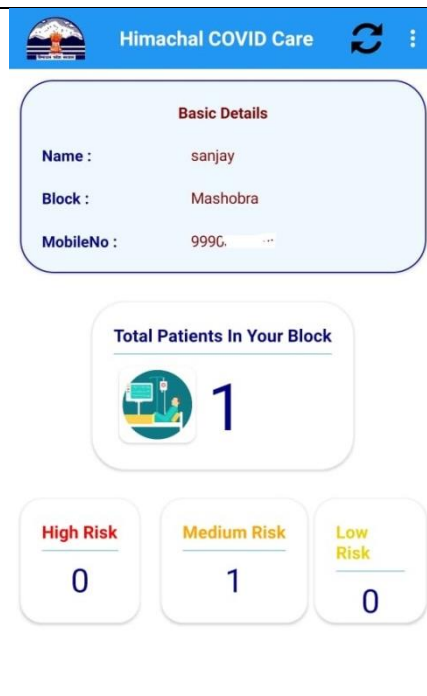 Himachal COVID Care
Basic Details
Name : sanjay
Block : Mashobra
MobileNo :
Total Patients In Your Block
1
High Risk
0
Medium Risk
1
Low
Risk
0